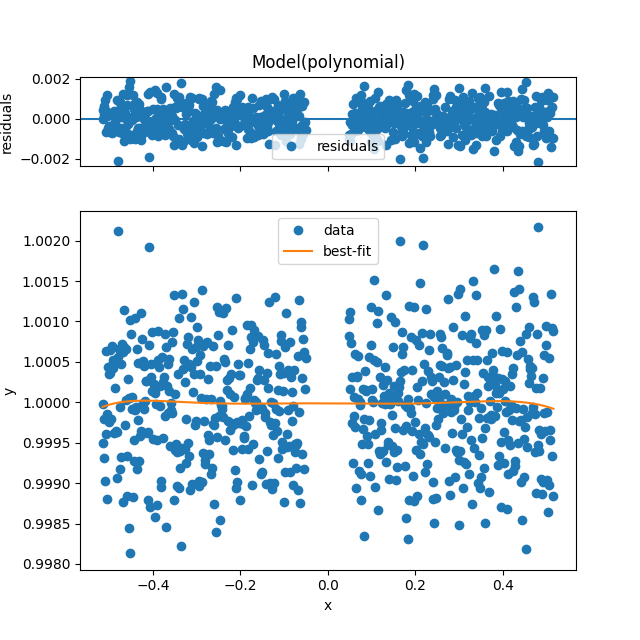 Model(polynomial)
0.002
0.000
−0.002
residuals
residuals
data
best-fit
1.0020
1.0015
1.0010
1.0005
1.0000
0.9995
0.9990
0.9985
0.9980
y
−0.4
−0.2
0.0
0.2
0.4
x